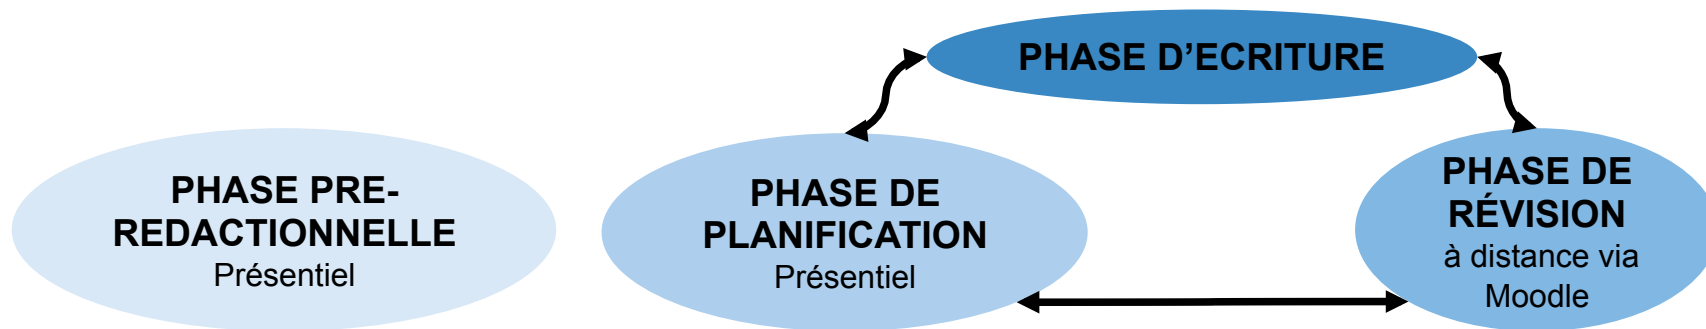 PHASE D’ECRITURE
PHASE PRE-
REDACTIONNELLE
Présentiel
PHASE DE
PLANIFICATION
Présentiel
PHASE DE
RÉVISION
à distance via
Moodle